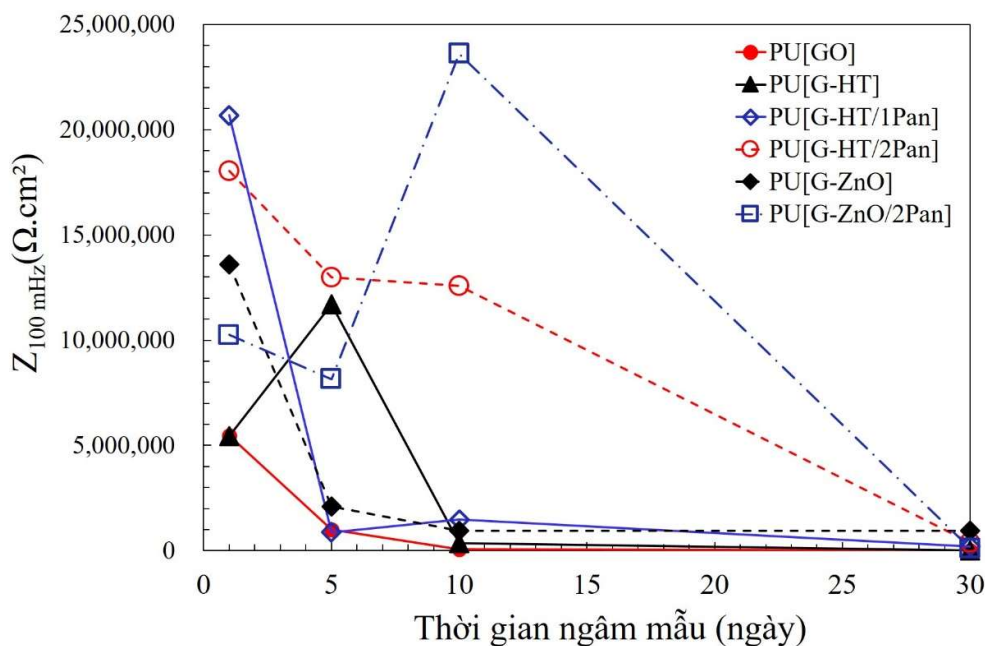 25,000,000
20,000,000
15,000,000
10,000,000
5,000,000
0
Z100 mHz(Ω.cm²)
PU[GO]
PU[G-HT]
PU[G-HT/1Pan]
PU[G-HT/2Pan]
PU[G-ZnO]
PU[G-ZnO/2Pan]
0 5 10 15 20 25 30
Thời gian ngâm mẫu (ngày)